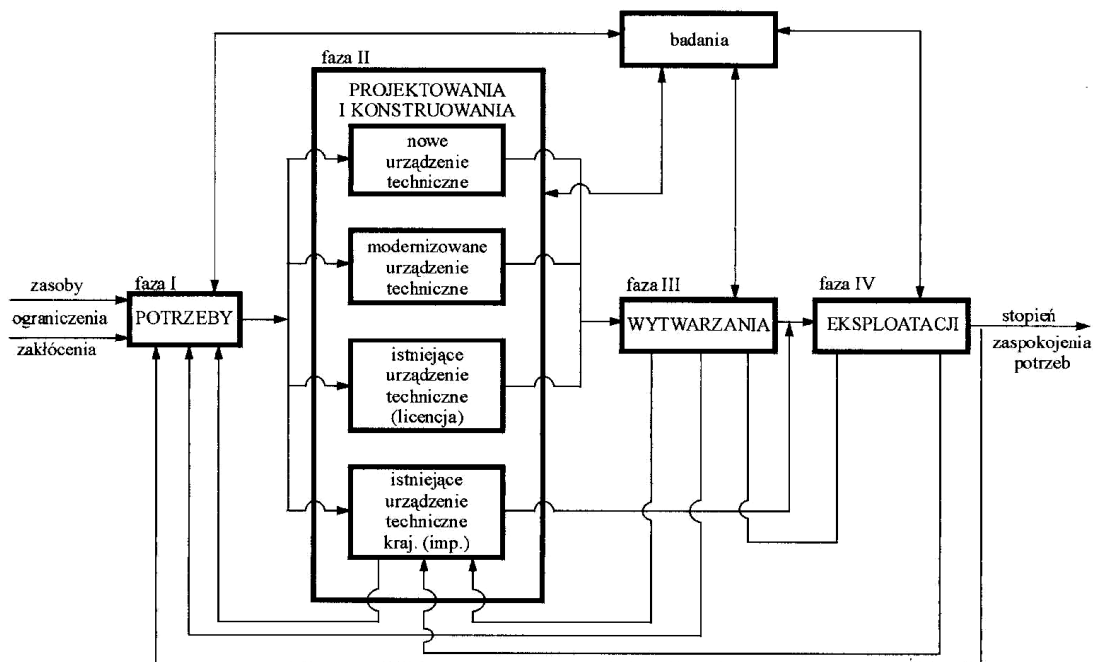 badania
faza II
PROJEKTOWANIA
I KONSTRUOWANIA
nowe
urządzenie
techniczne
modernizowane
urządzenie
techniczne
istniejące
urządzenie
techniczne
(licencja)
istniejące
urządzenie
techniczne
kraj. (imp.)
zasoby
ograniczenia
zakłócenia
faza I
POTRZEBY
faza III
WYTWARZANIA
faza IV
EKSPLOATACJI
stopień
zaspokojenia
potrzeb